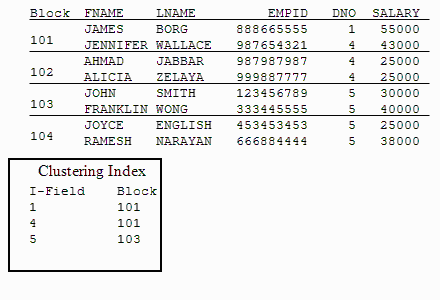 Block FNAME LNAME EMPID DNO SALARY
101 JAMES BORG 888665555 1 55000
JENNIFER WALLACE 987654321 4 43000
102 AHMAD JABBAR 987987987 4 25000
ALICIA ZELAYA 999887777 4 25000
103 JOHN SMITH 123456789 5 30000
FRANKLIN WONG 333445555 5 40000
104 JOYCE ENGLISH 453453453 5 25000
RAMESH NARAYAN 666884444 5 38000
Clustering Index
I-Field Block
1 101
4 101
5 103